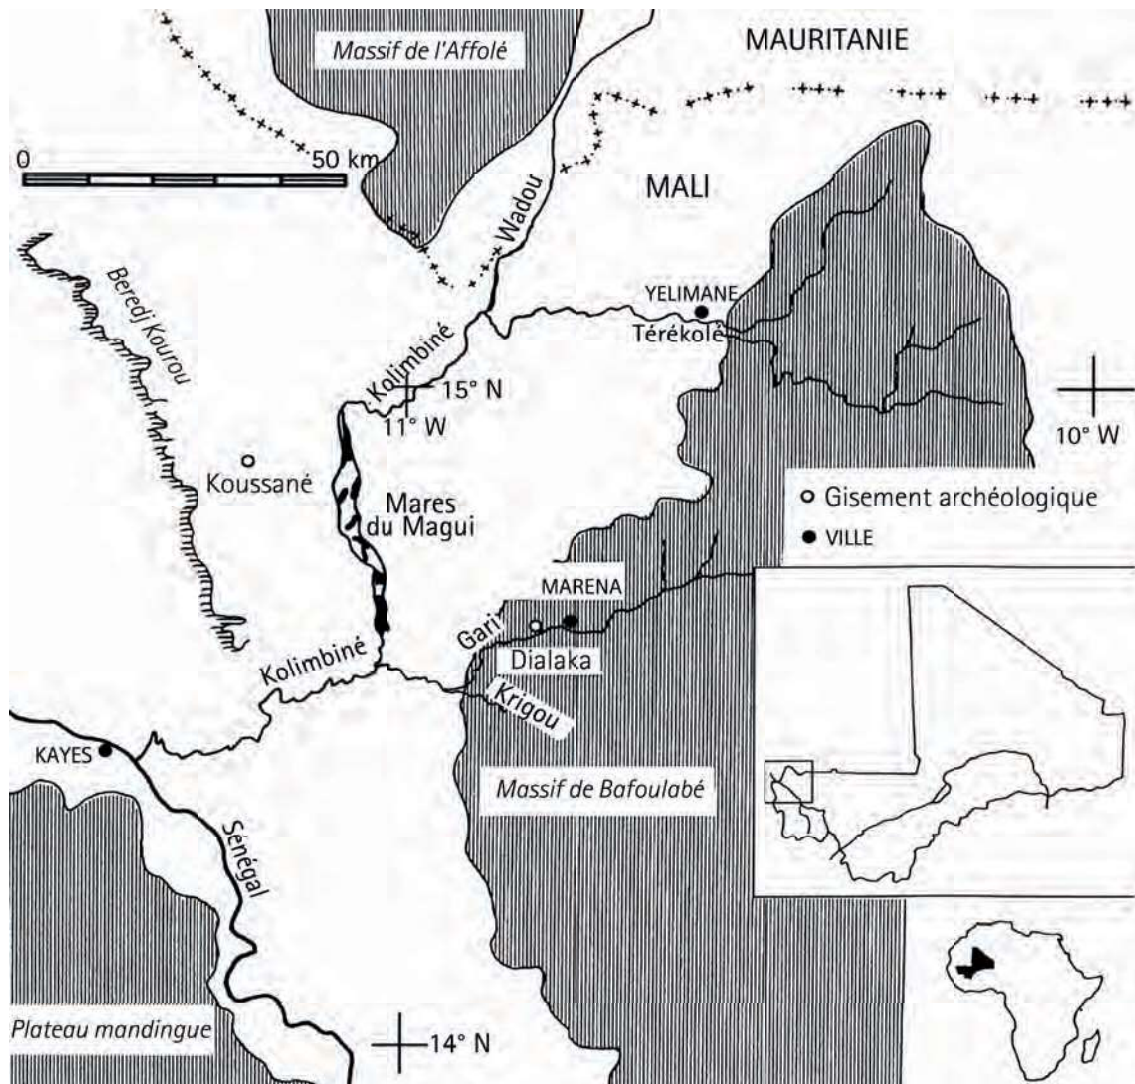 Massif de l'Affolé
MAURITANIE
0
50 km
MALI
Wadou
Beredj Kourou
YELIMANE
Térékolé
Kolimbiné
15° N
11° W
10° W
Koussané
Mares
du Magui
Gisement archéologique
VILLE
MARENA
Gari
Dialaka
Kolimbiné
Krigou
KAYES
Massif de Bafoulabé
Sénégal
Plateau mandingue
14° N